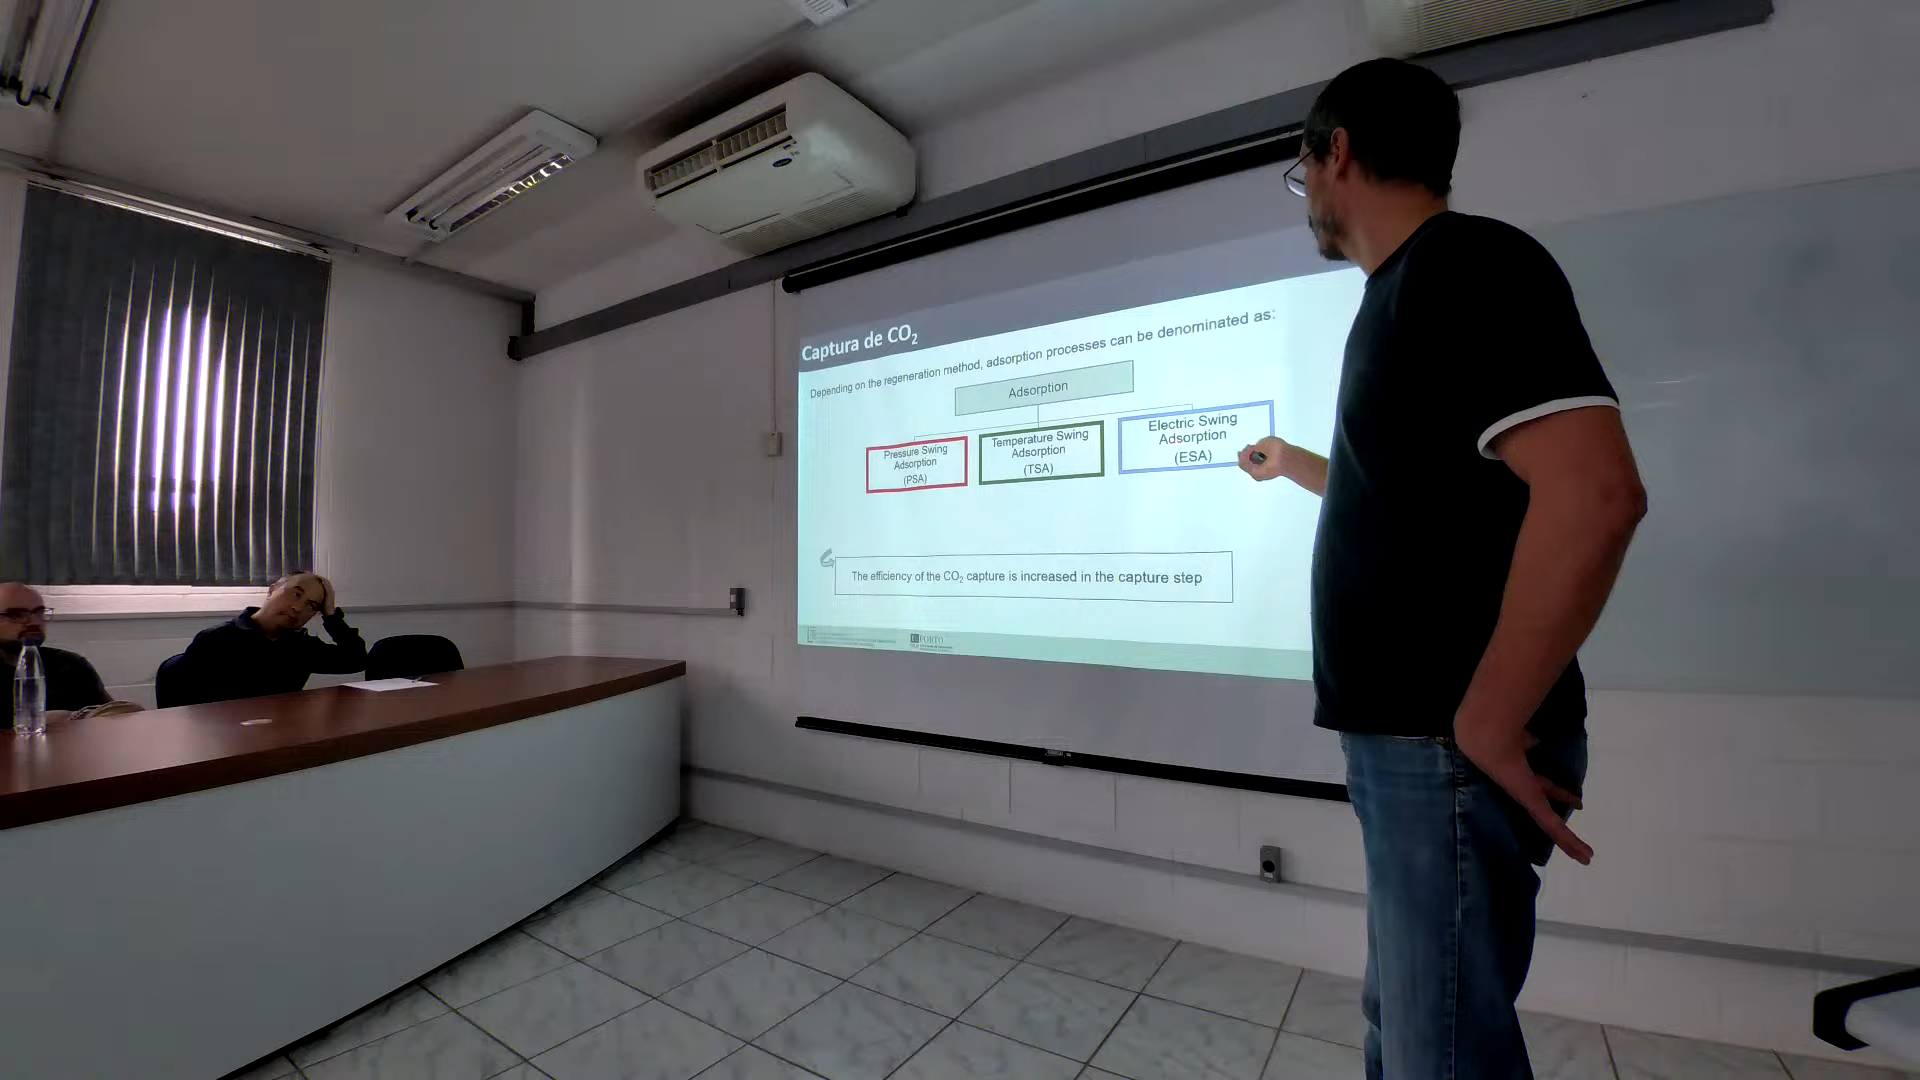 Captura de CO₂
Depending on the regeneration method, adsorption processes can be denominated as:
Adsorption
Pressure Swing
Adsorption
(PSA)
Temperature Swing
Adsorption
(TSA)
Electric Swing
Adsorption
(ESA)
The efficiency of the CO₂ capture is increased in the capture step
PORTO